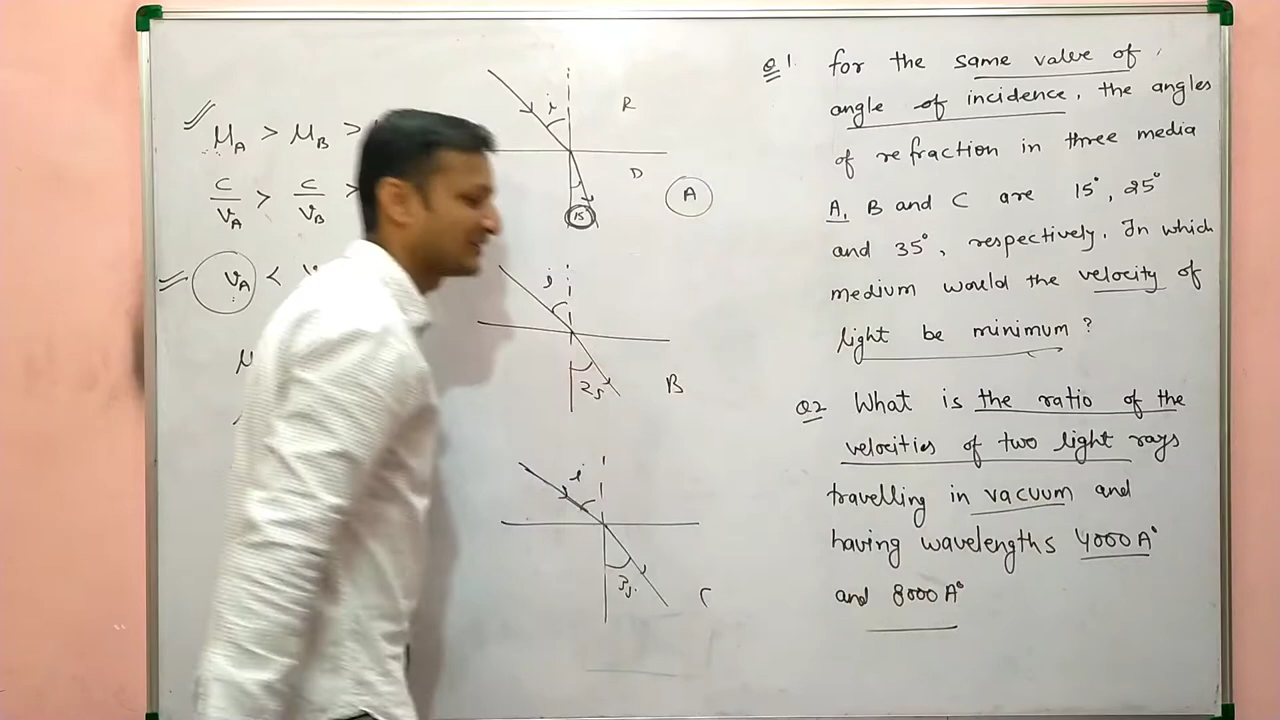 μA > μB >
C/VA > C/VB >
VA <
μ
i
R
D
15
A
i
25
B
i
35
C
Q1. for the same value of
angle of incidence, the angles
of refraction in three media
A, B and C are 15°, 25°
and 35°, respectively. In which
medium would the velocity of
light be minimum?
Q2 What is the ratio of the
velocities of two light rays
travelling in vacuum and
having wavelengths 4000 A°
and 8000 A°